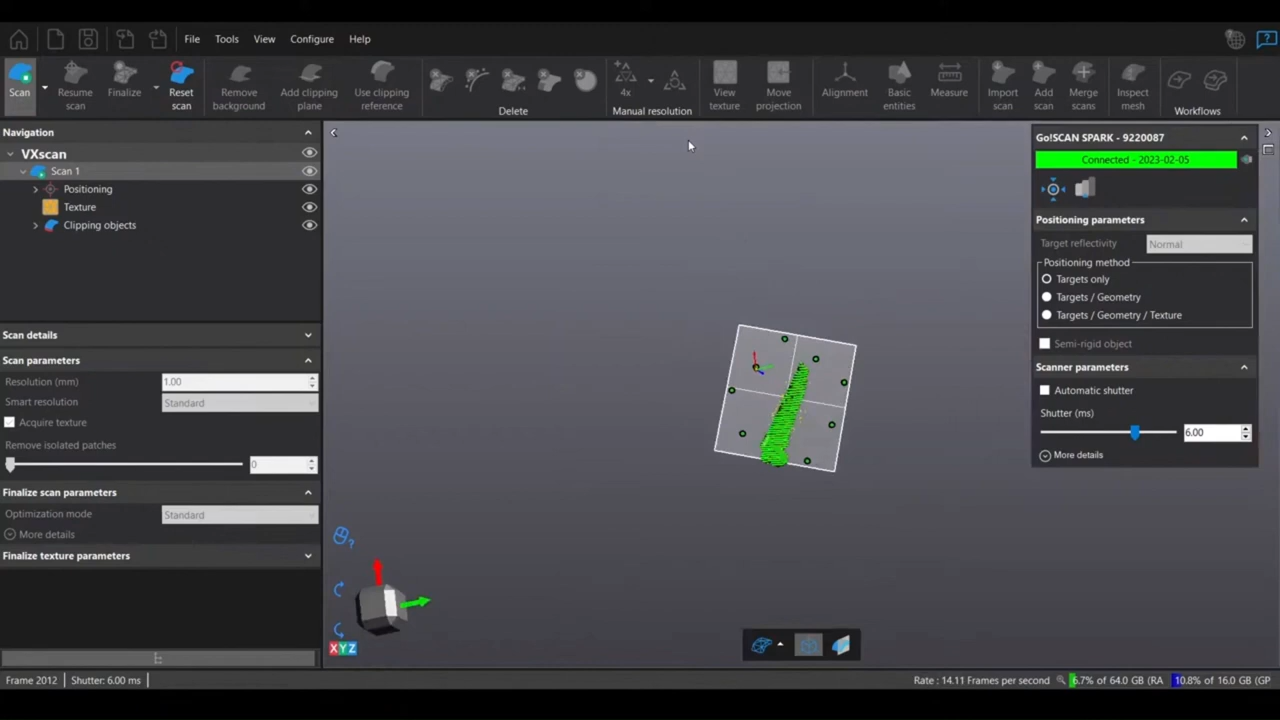 File Tools View Configure Help
Scan Resume scan Finalize Reset scan Remove background Add clipping plane Use clipping reference Delete 4x Manual resolution View texture Move projection Alignment Basic entities Measure Import scan Add scan Merge scans Inspect mesh Workflows
Navigation
VXscan
Scan 1
Positioning
Texture
Clipping objects
Scan details
Scan parameters
Resolution (mm) 1.00
Smart resolution Standard
Acquire texture
Remove isolated patches
0
Finalize scan parameters
Optimization mode Standard
More details
Finalize texture parameters
XYZ
Go!SCAN SPARK - 9220087
Connected - 2023-02-05
Positioning parameters
Target reflectivity Normal
Positioning method
Targets only
Targets / Geometry
Targets / Geometry / Texture
Semi-rigid object
Scanner parameters
Automatic shutter
Shutter (ms)
6.00
More details
Frame 2012 Shutter: 6.00 ms Rate : 14.11 Frames per second 6.7% of 64.0 GB (RA 10.8% of 16.0 GB (GP